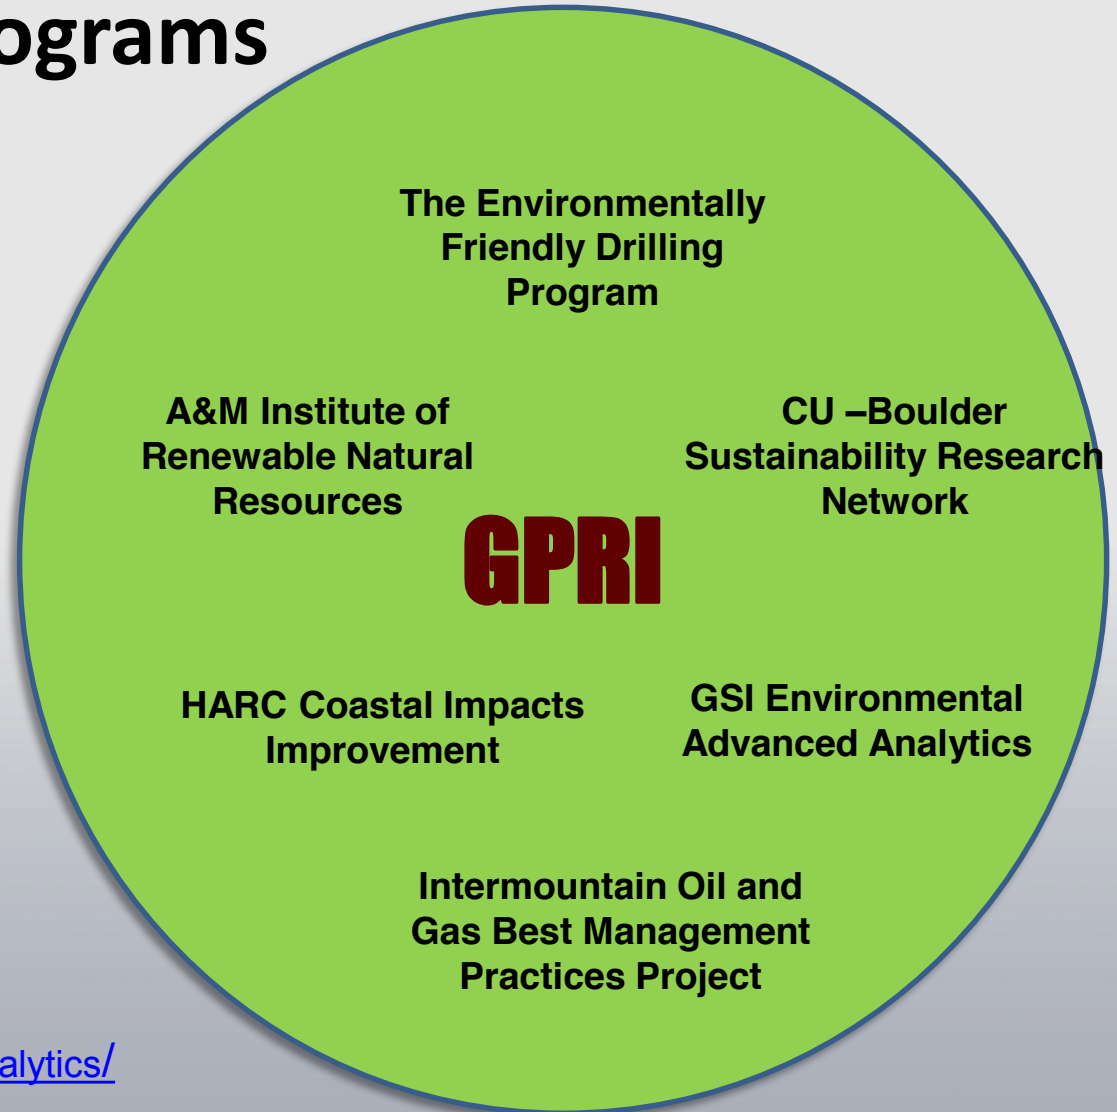 ograms
The Environmentally
Friendly Drilling
Program
A&M Institute of
Renewable Natural
Resources
CU –Boulder
Sustainability Research
Network
GPRI
HARC Coastal Impacts
Improvement
GSI Environmental
Advanced Analytics
Intermountain Oil and
Gas Best Management
Practices Project
alytics/